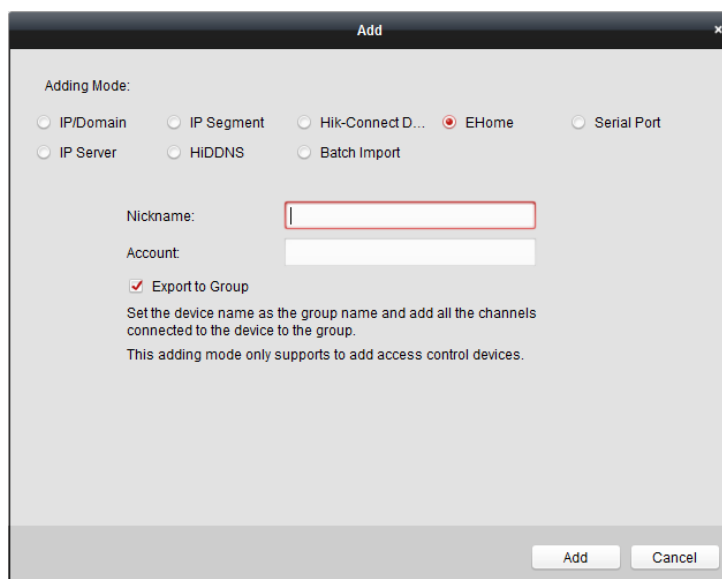 Add
×
Adding Mode:
IP/Domain IP Segment Hik-Connect D... EHome Serial Port
IP Server HiDDNS Batch Import
Nickname:
Account:
Export to Group
Set the device name as the group name and add all the channels
connected to the device to the group.
This adding mode only supports to add access control devices.
Add Cancel